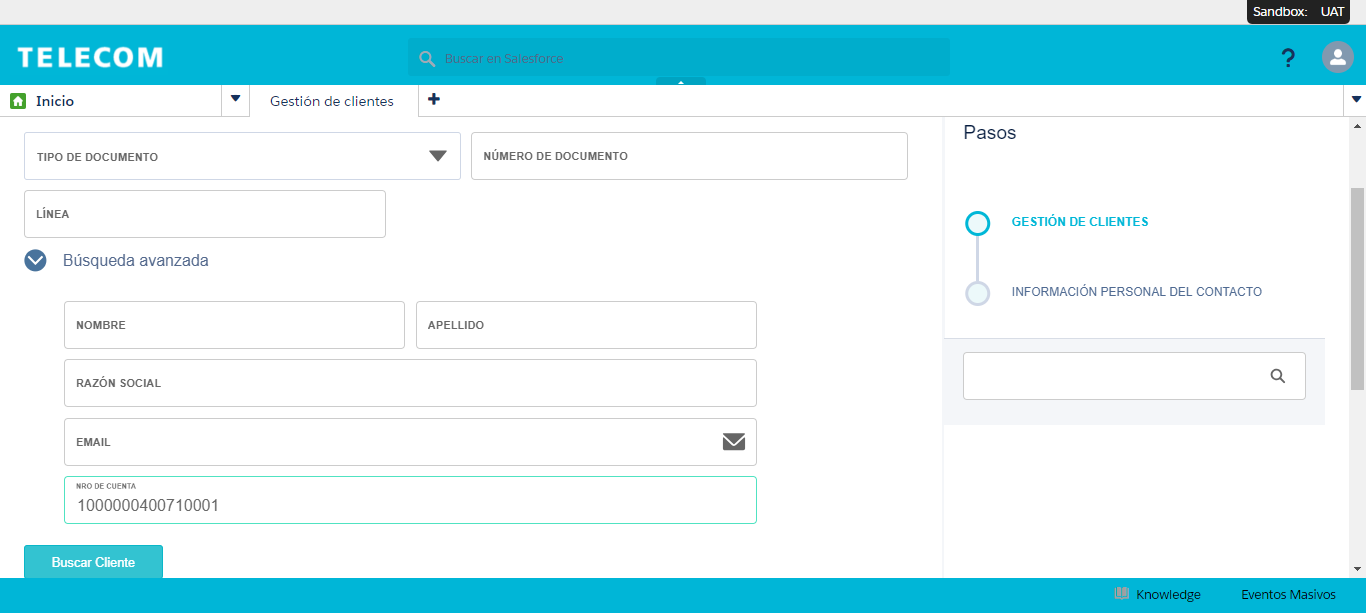 Sandbox: UAT
TELECOM
Buscar en Salesforce
?
Inicio
Gestión de clientes
TIPO DE DOCUMENTO
NÚMERO DE DOCUMENTO
LÍNEA
Búsqueda avanzada
NOMBRE
APELLIDO
RAZÓN SOCIAL
EMAIL
NRO DE CUENTA
1000000400710001
Buscar Cliente
Pasos
GESTIÓN DE CLIENTES
INFORMACIÓN PERSONAL DEL CONTACTO
Knowledge
Eventos Masivos